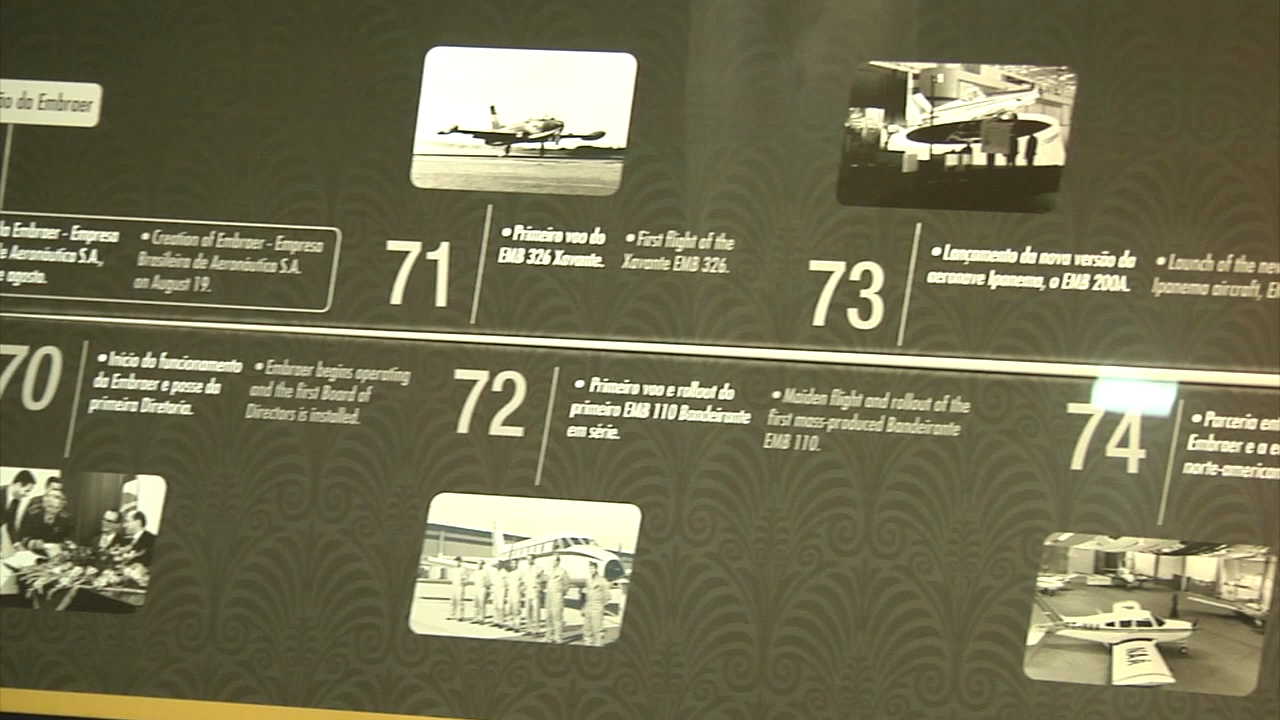 ão da Embraer
da Embraer - Empresa
de Aeronáutica S.A.,
e agosto.
• Creation of Embraer - Empresa
Brasileira de Aeronáutica S.A.
on August 19.
71
• Primeiro voo do
EMB 326 Xavante.
• First flight of the
Xavante EMB 326.
73
• Lançamento da nova versão da
aeronave Ipanema, o EMB 200A.
• Launch of the new
Ipanema aircraft,
70
• Início do funcionamento
da Embraer e posse da
primeira Diretoria.
• Embraer begins operating
and the first Board of
Directors is installed.
72
• Primeiro voo e rollout do
primeiro EMB 110 Bandeirante
em série.
• Maiden flight and rollout of the
first mass-produced Bandeirante
EMB 110.
74
• Parceria
Embraer e a
norte-american
NAA